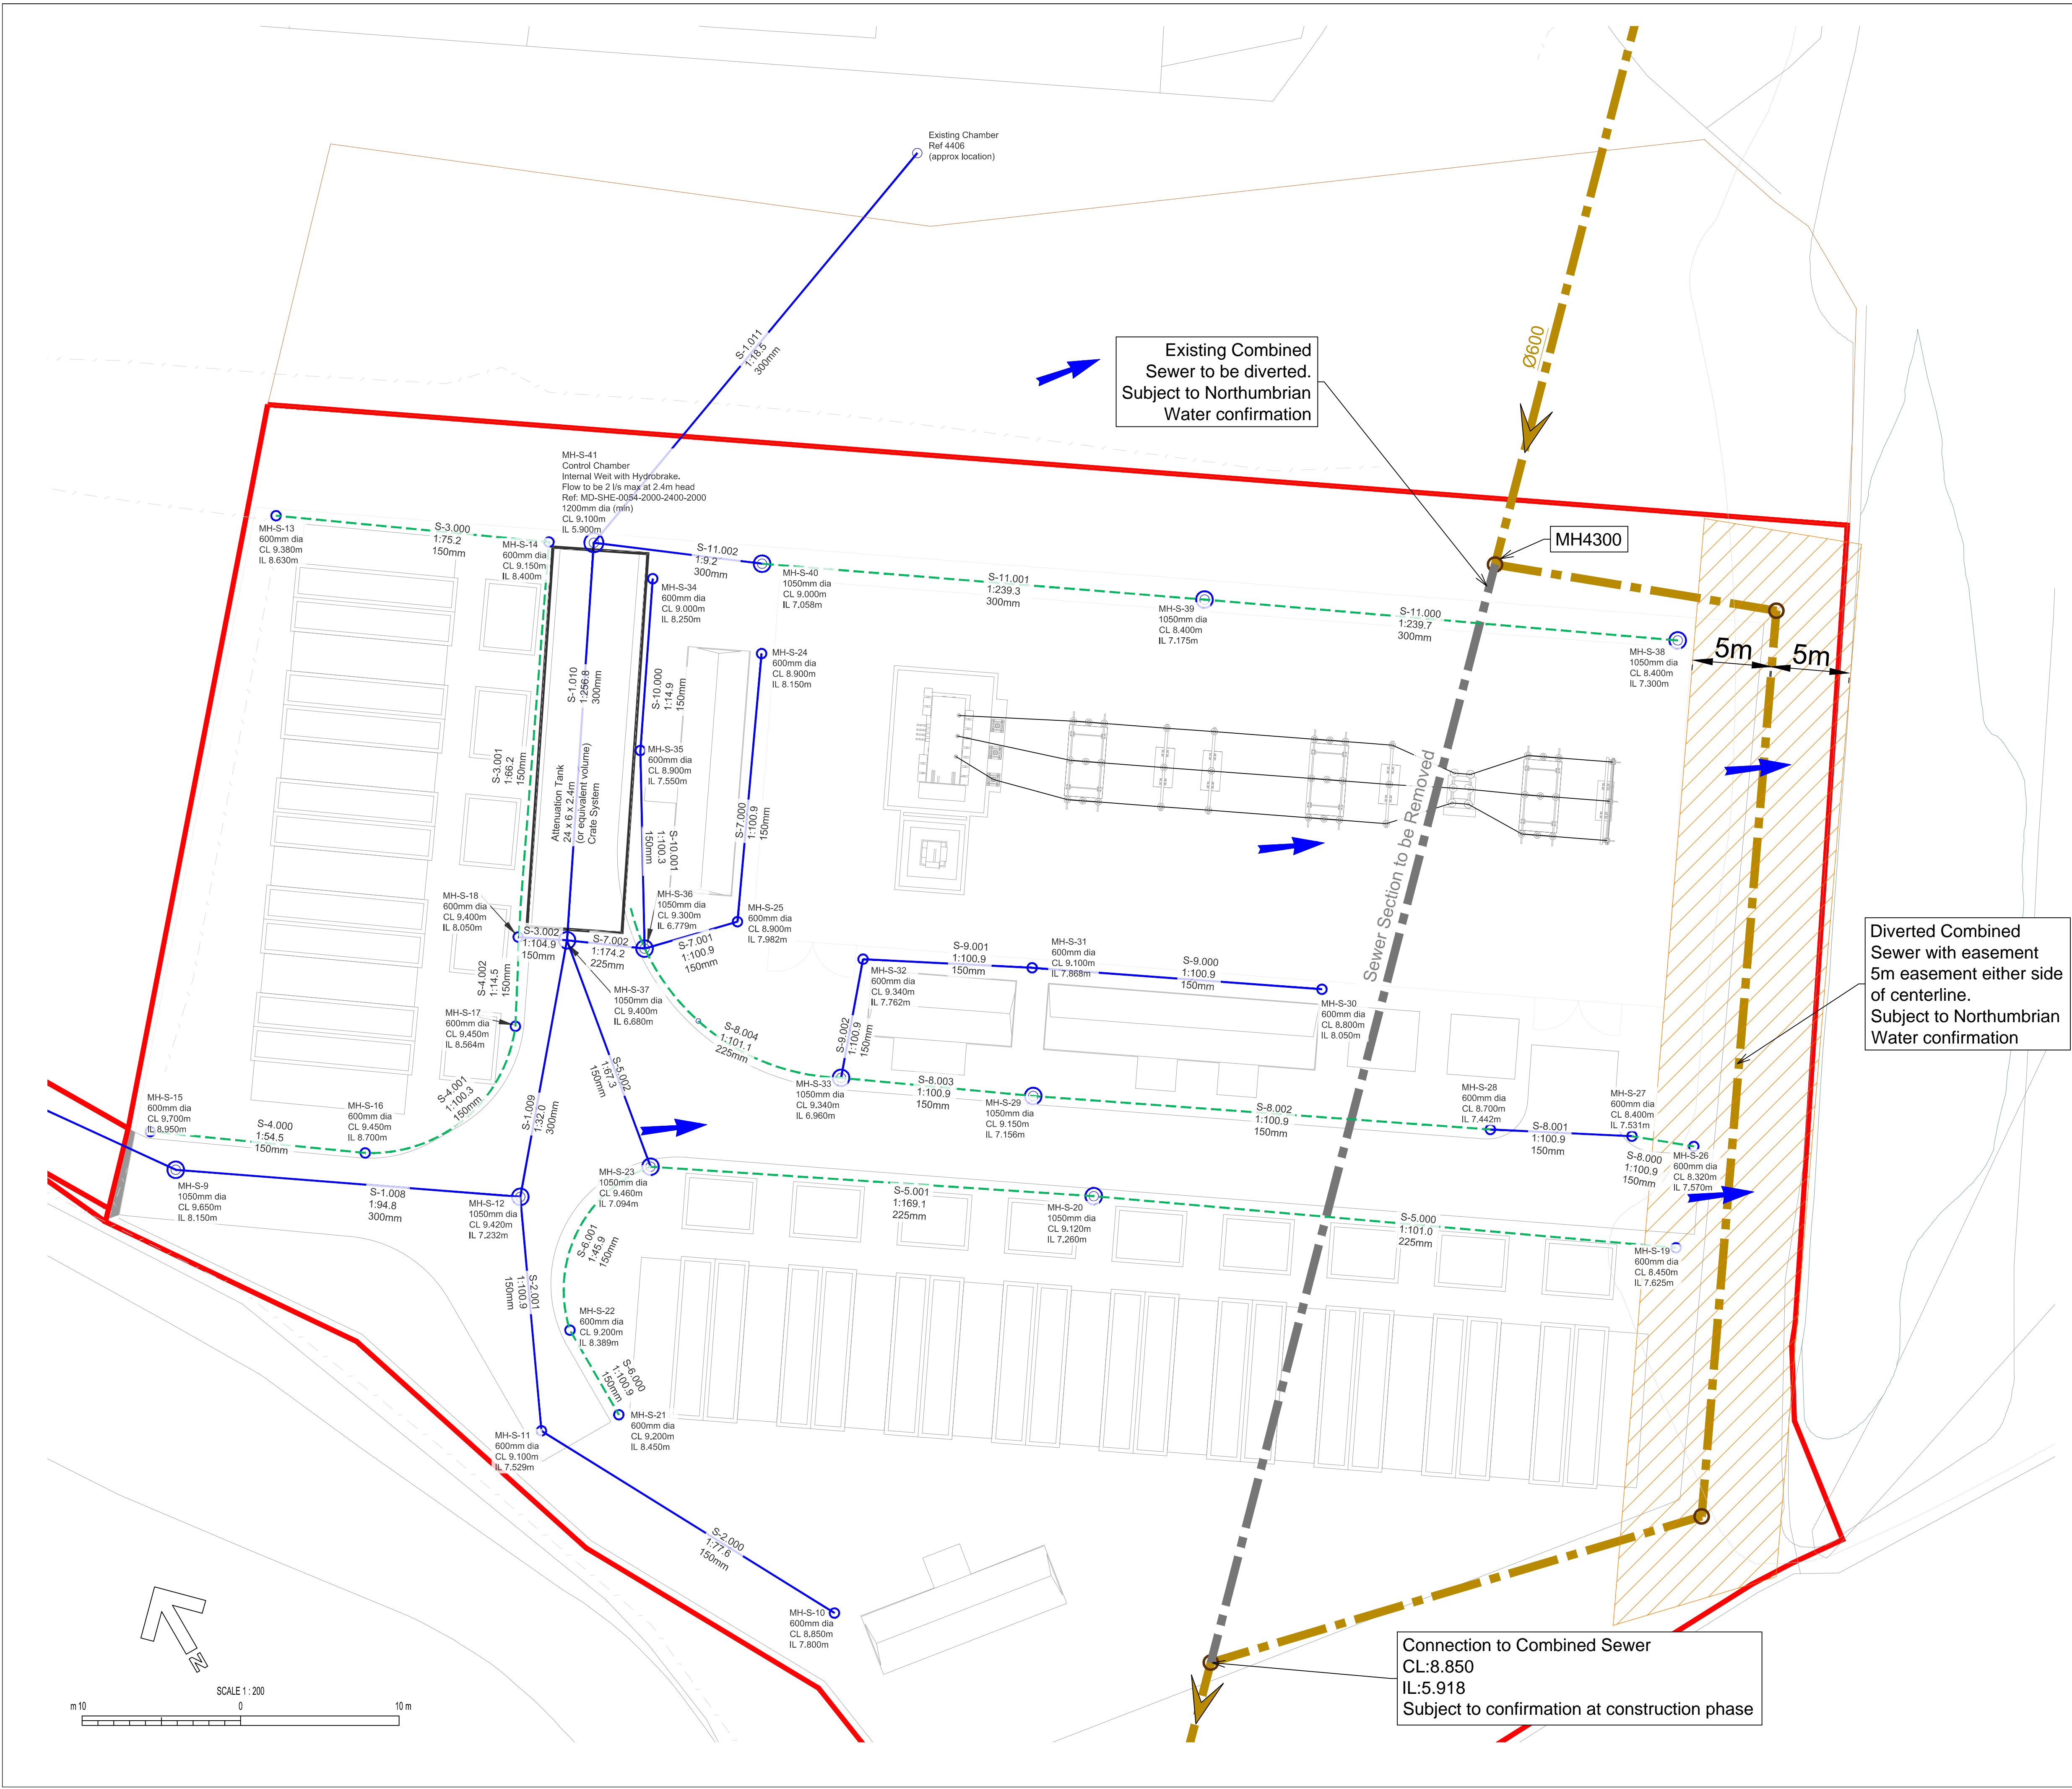 Existing Chamber
Ref 4406
(approx location)
S-1.011
1:18.5
300mm
Ø600
Existing Combined
Sewer to be diverted.
Subject to Northumbrian
Water confirmation
MH-S-41
Control Chamber
Internal Weit with Hydrobrake.
Flow to be 2 l/s max at 2.4m head
Ref: MD-SHE-0054-2000-2400-2000
1200mm dia (min)
CL 9.100m
IL 5.900m
MH-S-13
600mm dia
CL 9.380m
IL 8.630m
S-3.000
1:75.2
150mm
MH-S-14
600mm dia
CL 9.150m
IL 8.400m
S-11.002
1:9.2
300mm
MH-S-40
1050mm dia
CL 9.000m
IL 7.058m
S-11.001
1:239.3
300mm
MH-S-39
1050mm dia
CL 8.400m
IL 7.175m
S-11.000
1:239.7
300mm
MH4300
MH-S-38
1050mm dia
CL 8.400m
IL 7.300m
5m
5m
MH-S-34
600mm dia
CL 9.000m
IL 8.250m
MH-S-24
600mm dia
CL 8.900m
IL 8.150m
S-1.010
1:256.8
300mm
S-10.000
1:14.9
150mm
S-3.001
1:66.2
150mm
Attenuation Tank
24 x 6 x 2.4m
(or equivalent volume)
Crate System
MH-S-35
600mm dia
CL 8.900m
IL 7.550m
S-7.000
1:100.9
150mm
S-10.001
1:100.3
150mm
Sewer Section to be Removed
MH-S-18
600mm dia
CL 9.400m
IL 8.050m
MH-S-36
1050mm dia
CL 9.300m
IL 6.779m
MH-S-25
600mm dia
CL 8.900m
IL 7.982m
S-3.002
1:104.9
150mm
S-7.002
1:174.2
225mm
S-7.001
1:100.9
150mm
S-4.002
1:14.5
150mm
MH-S-37
1050mm dia
CL 9.400m
IL 6.680m
MH-S-17
600mm dia
CL 9.450m
IL 8.564m
S-9.001
1:100.9
150mm
MH-S-31
600mm dia
CL 9.100m
IL 7.868m
S-9.000
1:100.9
150mm
MH-S-32
600mm dia
CL 9.340m
IL 7.762m
MH-S-30
600mm dia
CL 8.800m
IL 8.050m
S-9.002
1:100.9
150mm
S-8.004
1:101.1
225mm
Diverted Combined
Sewer with easement
5m easement either side
of centerline.
Subject to Northumbrian
Water confirmation
MH-S-33
1050mm dia
CL 9.340m
IL 6.960m
S-8.003
1:100.9
150mm
MH-S-29
1050mm dia
CL 9.150m
IL 7.156m
S-8.002
1:100.9
150mm
MH-S-28
600mm dia
CL 8.700m
IL 7.442m
S-8.001
1:100.9
150mm
MH-S-27
600mm dia
CL 8.400m
IL 7.531m
S-8.000
1:100.9
150mm
MH-S-26
600mm dia
CL 8.320m
IL 7.570m
MH-S-15
600mm dia
CL 9.700m
IL 8.950m
S-4.000
1:54.5
150mm
MH-S-16
600mm dia
CL 9.450m
IL 8.700m
S-4.001
1:100.3
150mm
S-1.009
1:32.0
300mm
S-5.002
1:67.3
150mm
MH-S-9
1050mm dia
CL 9.650m
IL 8.150m
S-1.008
1:94.8
300mm
MH-S-12
1050mm dia
CL 9.420m
IL 7.232m
MH-S-23
1050mm dia
CL 9.460m
IL 7.094m
S-5.001
1:169.1
225mm
MH-S-20
1050mm dia
CL 9.120m
IL 7.260m
S-5.000
1:101.0
225mm
MH-S-19
600mm dia
CL 8.450m
IL 7.625m
S-6.001
1:45.9
150mm
S-2.001
1:100.9
150mm
MH-S-22
600mm dia
CL 9.200m
IL 8.389m
S-6.000
1:100.9
150mm
MH-S-21
600mm dia
CL 9.200m
IL 8.450m
MH-S-11
600mm dia
CL 9.100m
IL 7.529m
S-2.000
1:77.6
150mm
MH-S-10
600mm dia
CL 8.850m
IL 7.800m
Connection to Combined Sewer
CL:8.850
IL:5.918
Subject to confirmation at construction phase
N
SCALE 1 : 200
m 10 0 10 m